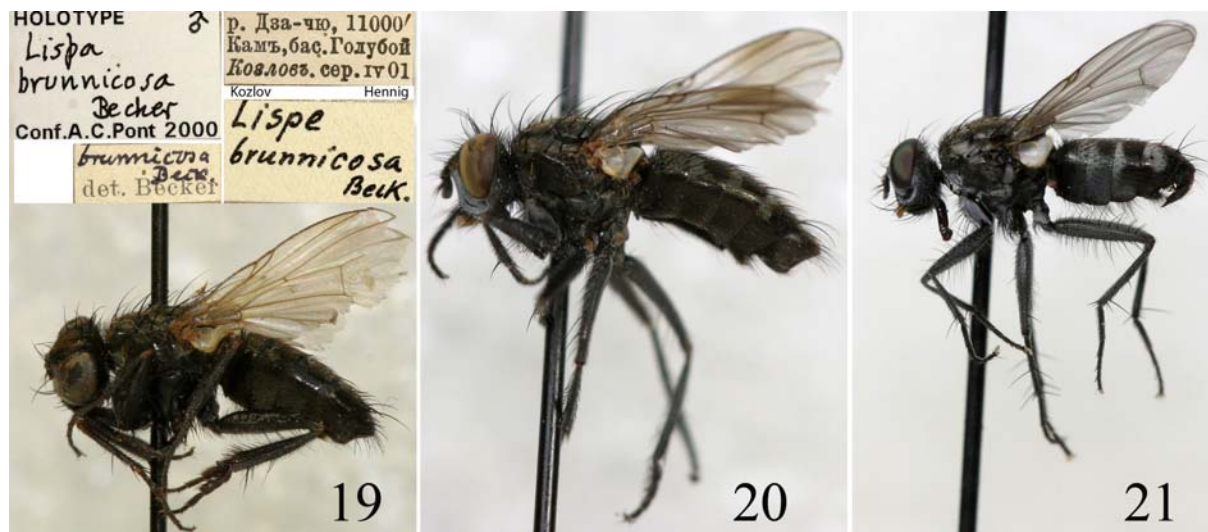 HOLOTYPE ♂
Lispa
brunnicosa
Becker
Conf.A.C.Pont 2000
brunnicosa
Beck.
det. Becker
р. Дза-чю, 11000′
Камъ,бас.Голубой
Козловъ. сер. iv 01
Kozlov Hennig
Lispe
brunnicosa
Beck.
19
20
21